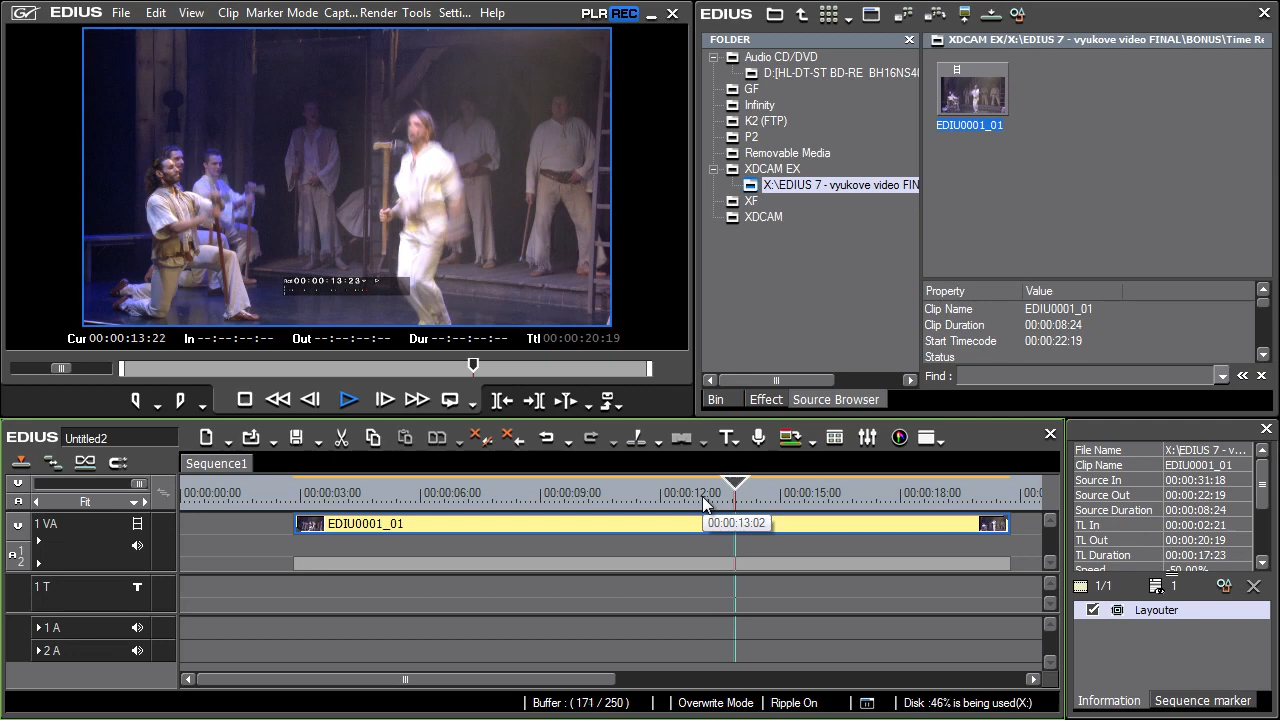 EDIUS File Edit View Clip Marker Mode Capt... Render Tools Setti... Help PLR REC
00:00:13:23
Cur 00:00:13:22 In --:--:--:-- Out --:--:--:-- Dur --:--:--:-- Ttl 00:00:20:19
EDIUS
FOLDER
Audio CD/DVD
D:[HL-DT-ST BD-RE BH16NS40
GF
Infinity
K2 (FTP)
P2
Removable Media
XDCAM EX
X:\EDIUS 7 - vyukove video FIN
XF
XDCAM
XDCAM EX/X:\EDIUS 7 - vyukove video FINAL\BONUS\Time Re
EDIU0001_01
Property Value
Clip Name EDIU0001_01
Clip Duration 00:00:08:24
Start Timecode 00:00:22:19
Status
Find :
Bin Effect Source Browser
EDIUS Untitled2
Sequence1
Fit
00:00:00:00 00:00:03:00 00:00:06:00 00:00:09:00 00:00:12:00 00:00:15:00 00:00:18:00 00:0
1 VA EDIU0001_01
00:00:13:02
A 1
2
1 T T
1 A
2 A
Buffer : ( 171 / 250 ) Overwrite Mode Ripple On Disk :46% is being used(X:)
File Name X:\EDIUS 7 - v...
Clip Name EDIU0001_01
Source In 00:00:31:18
Source Out 00:00:22:19
Source Duration 00:00:08:24
TL In 00:00:02:21
TL Out 00:00:20:19
TL Duration 00:00:17:23
Speed -50.00%
1/1 1
Layouter
Information Sequence marker